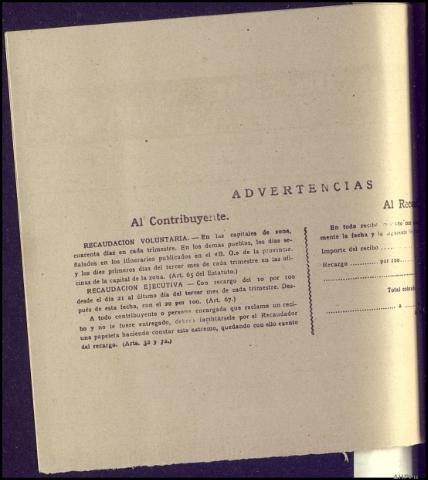 ADVERTENCIAS
Al Contribuyente.
RECAUDACION VOLUNTARIA. — En las capitales de zona,
cuarenta días en cada trimestre. En los demas pueblos, los días se-
ñalados en los itinerarios publicados en el «B. O.» de la provincia.
y los diez primeros días del tercer mes de cada trimestre en las ofi-
cinas de la capital de la zona. (Art. 65 del Estatuto.)
RECAUDACION EJECUTIVA — Con recargo del 10 por 100
desde el día 21 al último día del tercer mes de cada trimestre. Des-
pués de esta fecha, con el 20 por 100. (Art. 67.)
A todo contribuyente o persona encargada que reclame un reci-
bo y no le fuere entregado, deberá facilitársele por el Recaudador
una papeleta haciendo constar este extremo, quedando con ello exento
del recargo. (Arts. 32 y 72.)
Al
En todo recibo
mente la fecha y la
Importe del recibo
Recargo ........ por 100
Total
a